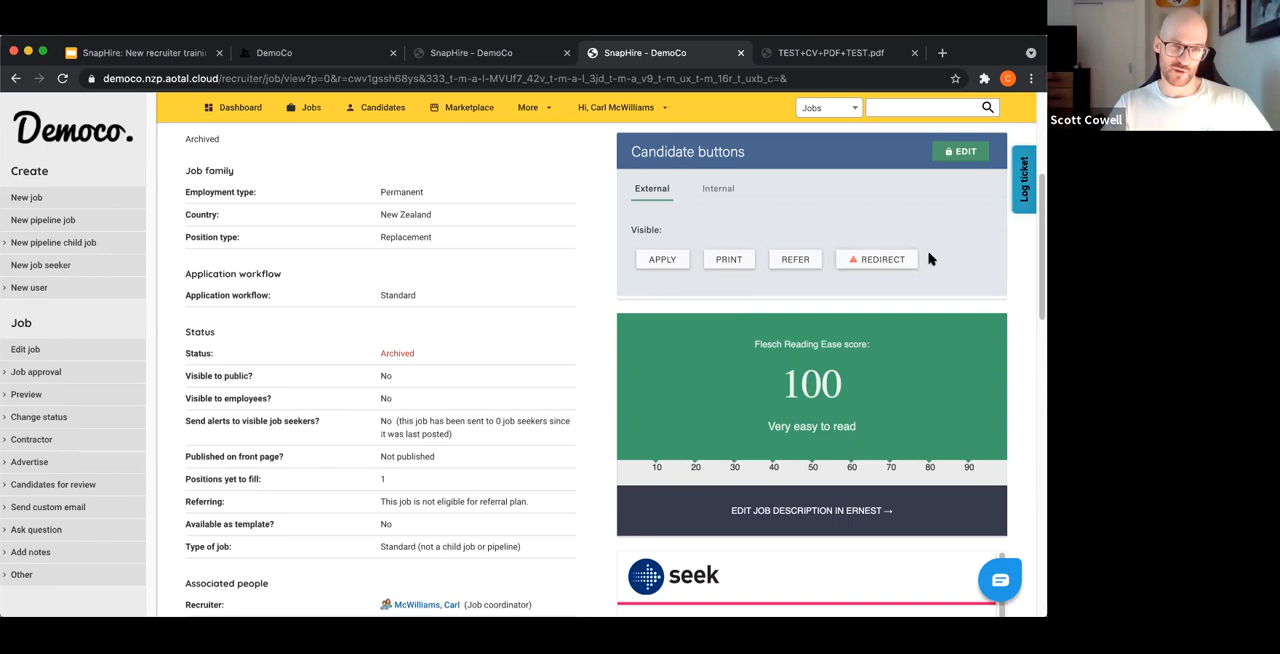 SnapHire: New recruiter traini
DemoCo
SnapHire - DemoCo
SnapHire - DemoCo
TEST+CV+PDF+TEST.pdf
democo.nzp.aotal.cloud/recruiter/job/view?p=0&r=cwv1gssh68ys&333_t-m-a-l-MVUf7_42v_t-m-a-l_3jd_t-m-a_v9_t-m_ux_t-m_16r_t_uxb_c=&
C
Democo.
Dashboard
Jobs
Candidates
Marketplace
More
Hi, Carl McWilliams
Jobs
Scott Cowell
Create
New job
New pipeline job
New pipeline child job
New job seeker
New user
Job
Edit job
Job approval
Preview
Change status
Contractor
Advertise
Candidates for review
Send custom email
Ask question
Add notes
Other
Archived
Job family
Employment type: Permanent
Country: New Zealand
Position type: Replacement
Application workflow
Application workflow: Standard
Status
Status: Archived
Visible to public? No
Visible to employees? No
Send alerts to visible job seekers? No (this job has been sent to 0 job seekers since
it was last posted)
Published on front page? Not published
Positions yet to fill: 1
Referring: This job is not eligible for referral plan.
Available as template? No
Type of job: Standard (not a child job or pipeline)
Associated people
Recruiter: McWilliams, Carl (Job coordinator)
Candidate buttons
EDIT
External Internal
Visible:
APPLY PRINT REFER REDIRECT
Flesch Reading Ease score:
100
Very easy to read
10 20 30 40 50 60 70 80 90
EDIT JOB DESCRIPTION IN ERNEST →
seek
Log ticket